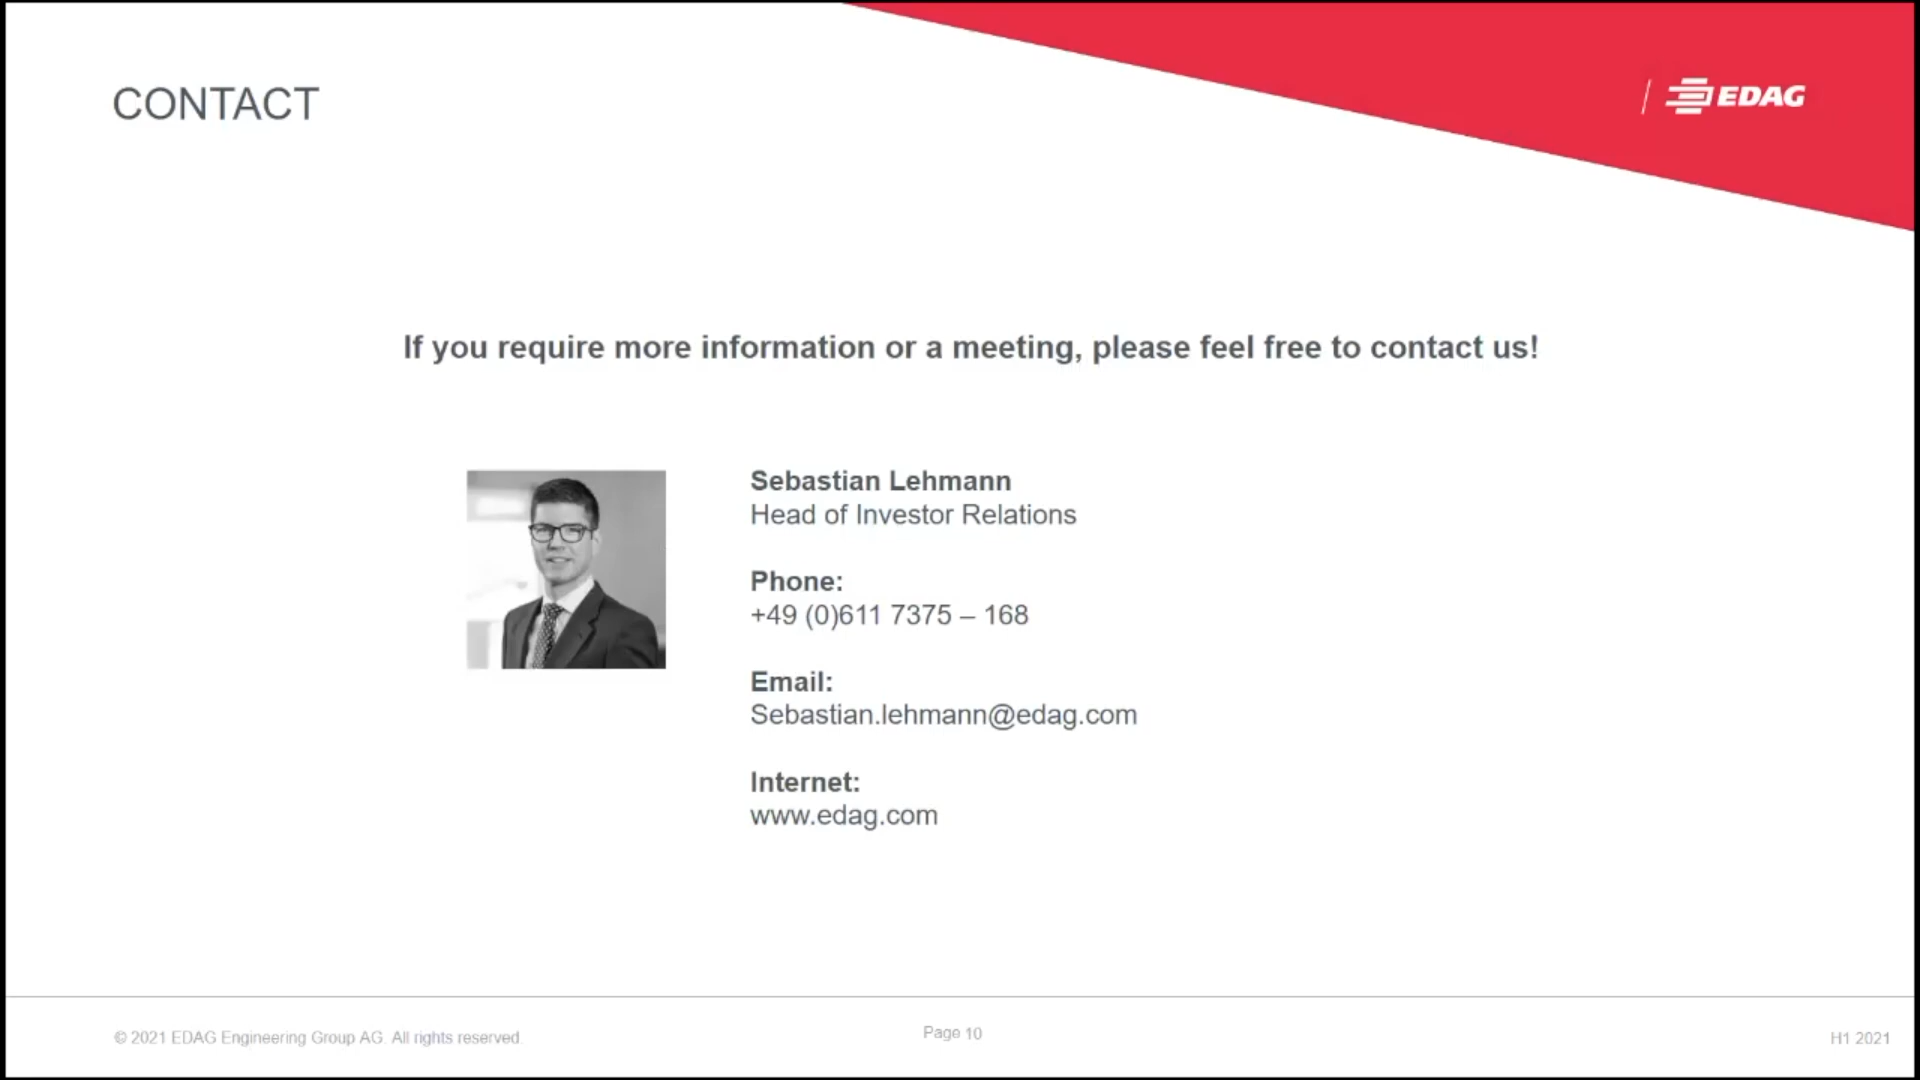 CONTACT
EDAG
If you require more information or a meeting, please feel free to contact us!
Sebastian Lehmann
Head of Investor Relations
Phone:
+49 (0)611 7375 – 168
Email:
Sebastian.lehmann@edag.com
Internet:
www.edag.com
© 2021 EDAG Engineering Group AG. All rights reserved.
Page 10
H1 2021